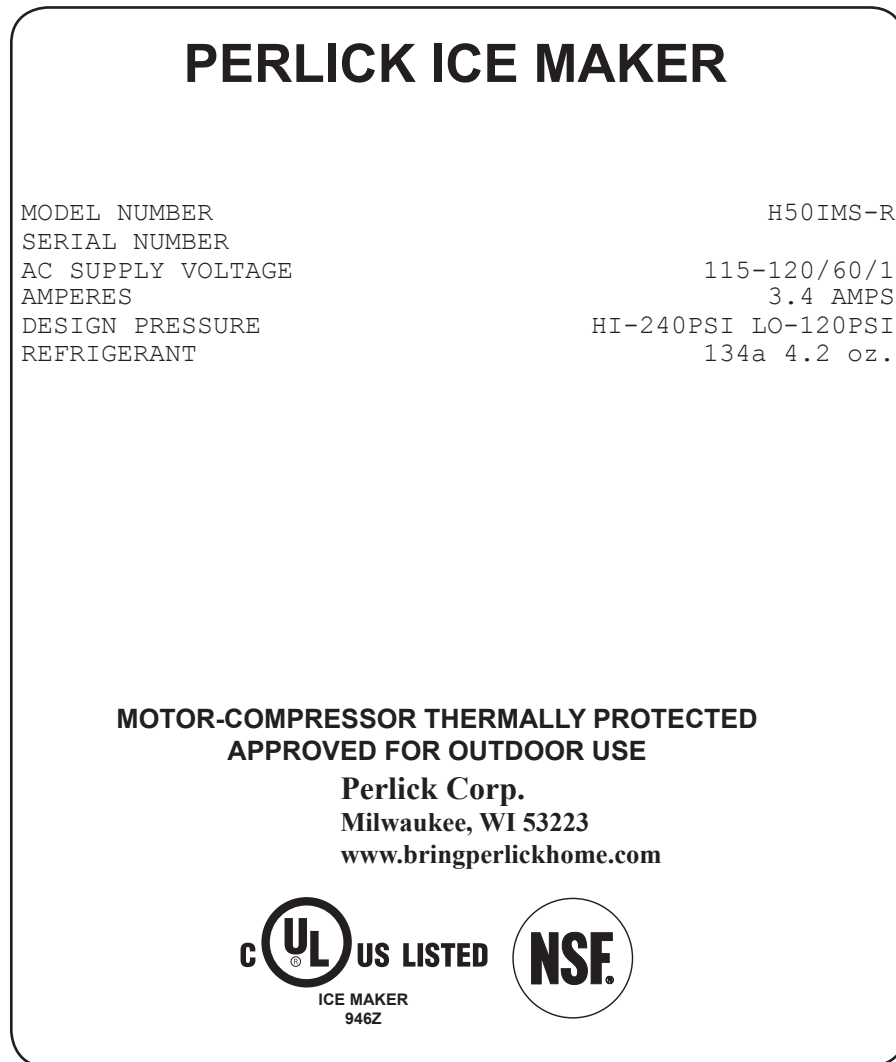 PERLICK ICE MAKER
MODEL NUMBER H50IMS-R
SERIAL NUMBER
AC SUPPLY VOLTAGE 115-120/60/1
AMPERES 3.4 AMPS
DESIGN PRESSURE HI-240PSI LO-120PSI
REFRIGERANT 134a 4.2 oz.
MOTOR-COMPRESSOR THERMALLY PROTECTED
APPROVED FOR OUTDOOR USE
Perlick Corp.
Milwaukee, WI 53223
www.bringperlickhome.com
C UL® US LISTED
ICE MAKER
946Z
NSF®